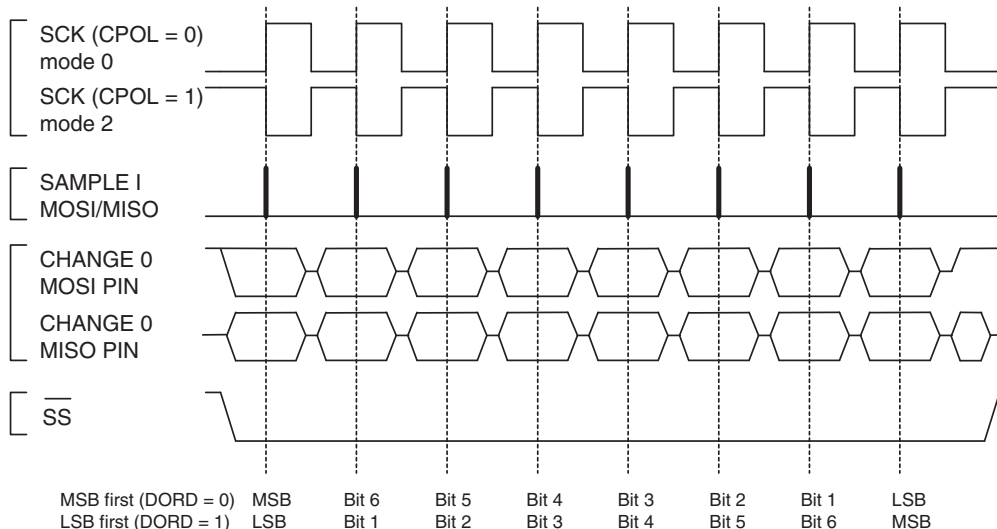 SCK (CPOL = 0)
mode 0
SCK (CPOL = 1)
mode 2
SAMPLE I
MOSI/MISO
CHANGE 0
MOSI PIN
CHANGE 0
MISO PIN
SS
MSB first (DORD = 0) MSB Bit 6 Bit 5 Bit 4 Bit 3 Bit 2 Bit 1 LSB
LSB first (DORD = 1) LSB Bit 1 Bit 2 Bit 3 Bit 4 Bit 5 Bit 6 MSB